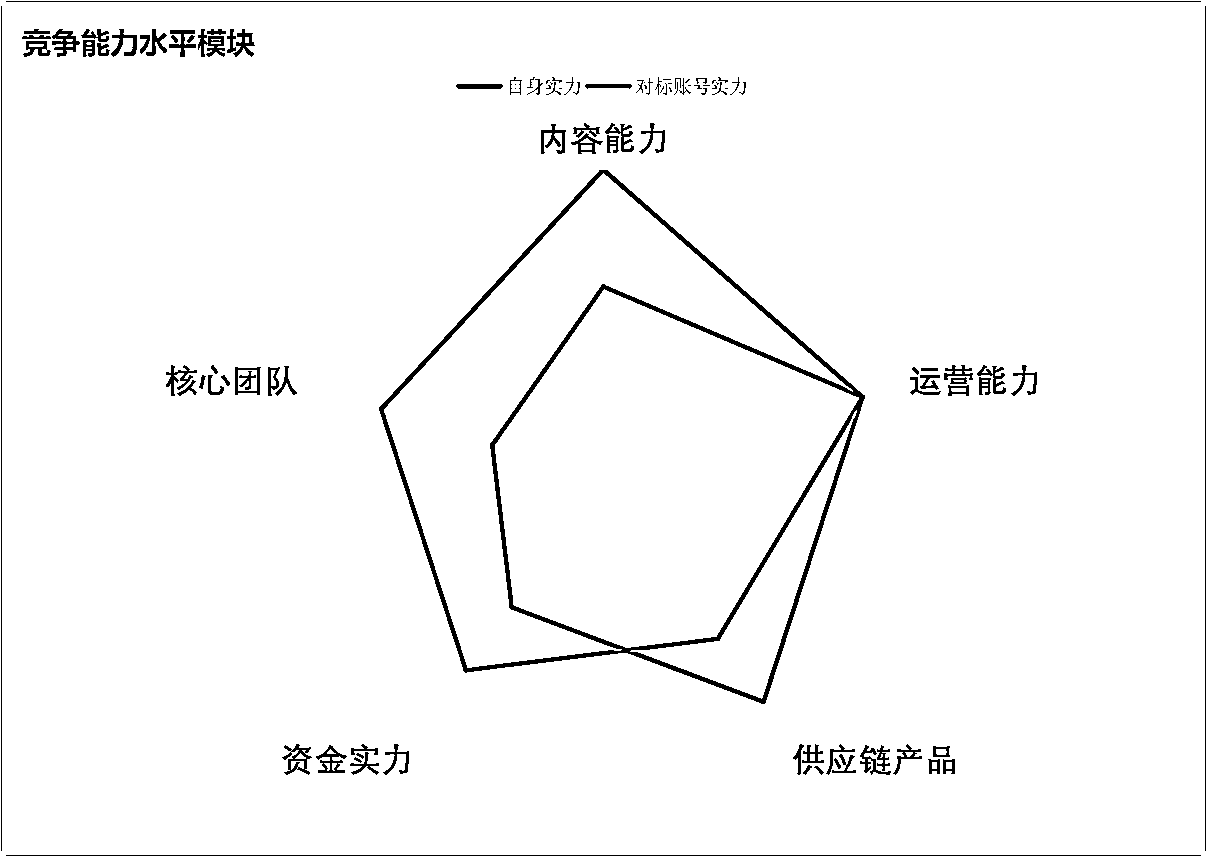 竞争能力水平模块
自身实力 对标账号实力
内容能力
核心团队 运营能力
资金实力 供应链产品